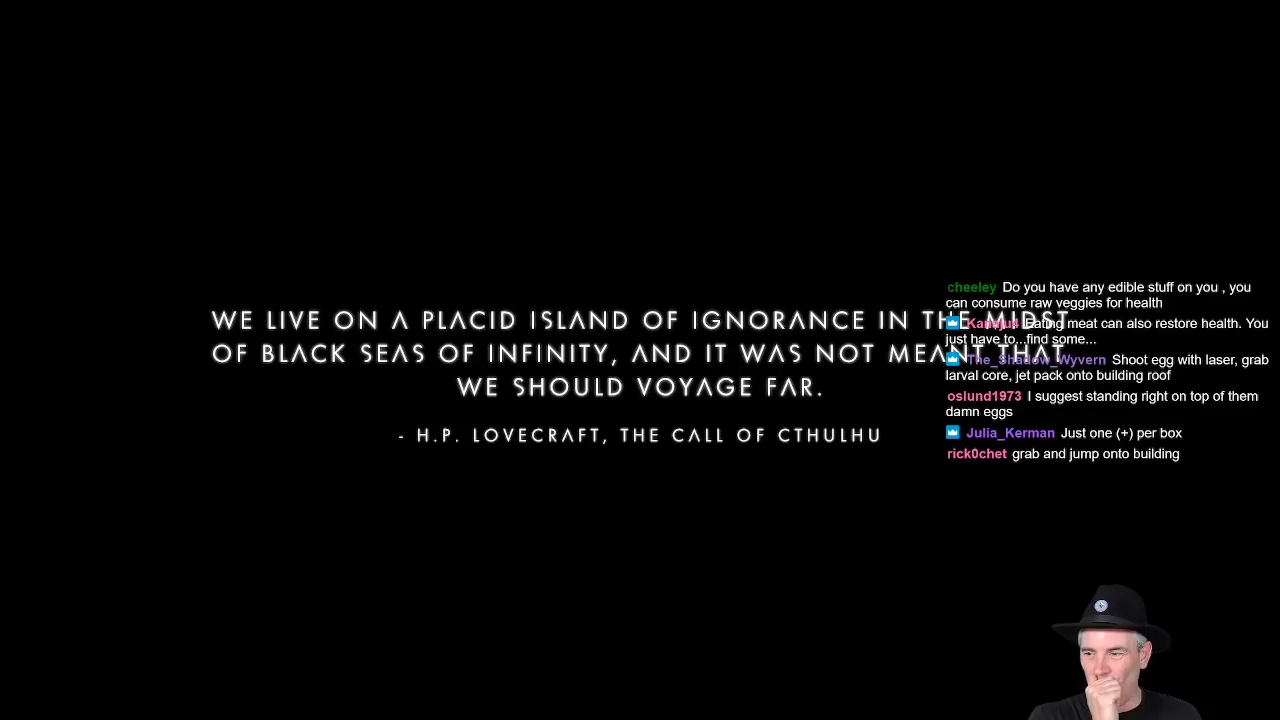 WE LIVE ON A PLACID ISLAND OF IGNORANCE IN THE MIDST
OF BLACK SEAS OF INFINITY, AND IT WAS NOT MEANT THAT
WE SHOULD VOYAGE FAR.
- H.P. LOVECRAFT, THE CALL OF CTHULHU
cheeley Do you have any edible stuff on you , you
can consume raw veggies for health
Eating meat can also restore health. You
just have to...find some...
The_Shadow_Wyvern Shoot egg with laser, grab
larval core, jet pack onto building roof
oslund1973 I suggest standing right on top of them
damn eggs
Julia_Kerman Just one (+) per box
rick0chet grab and jump onto building